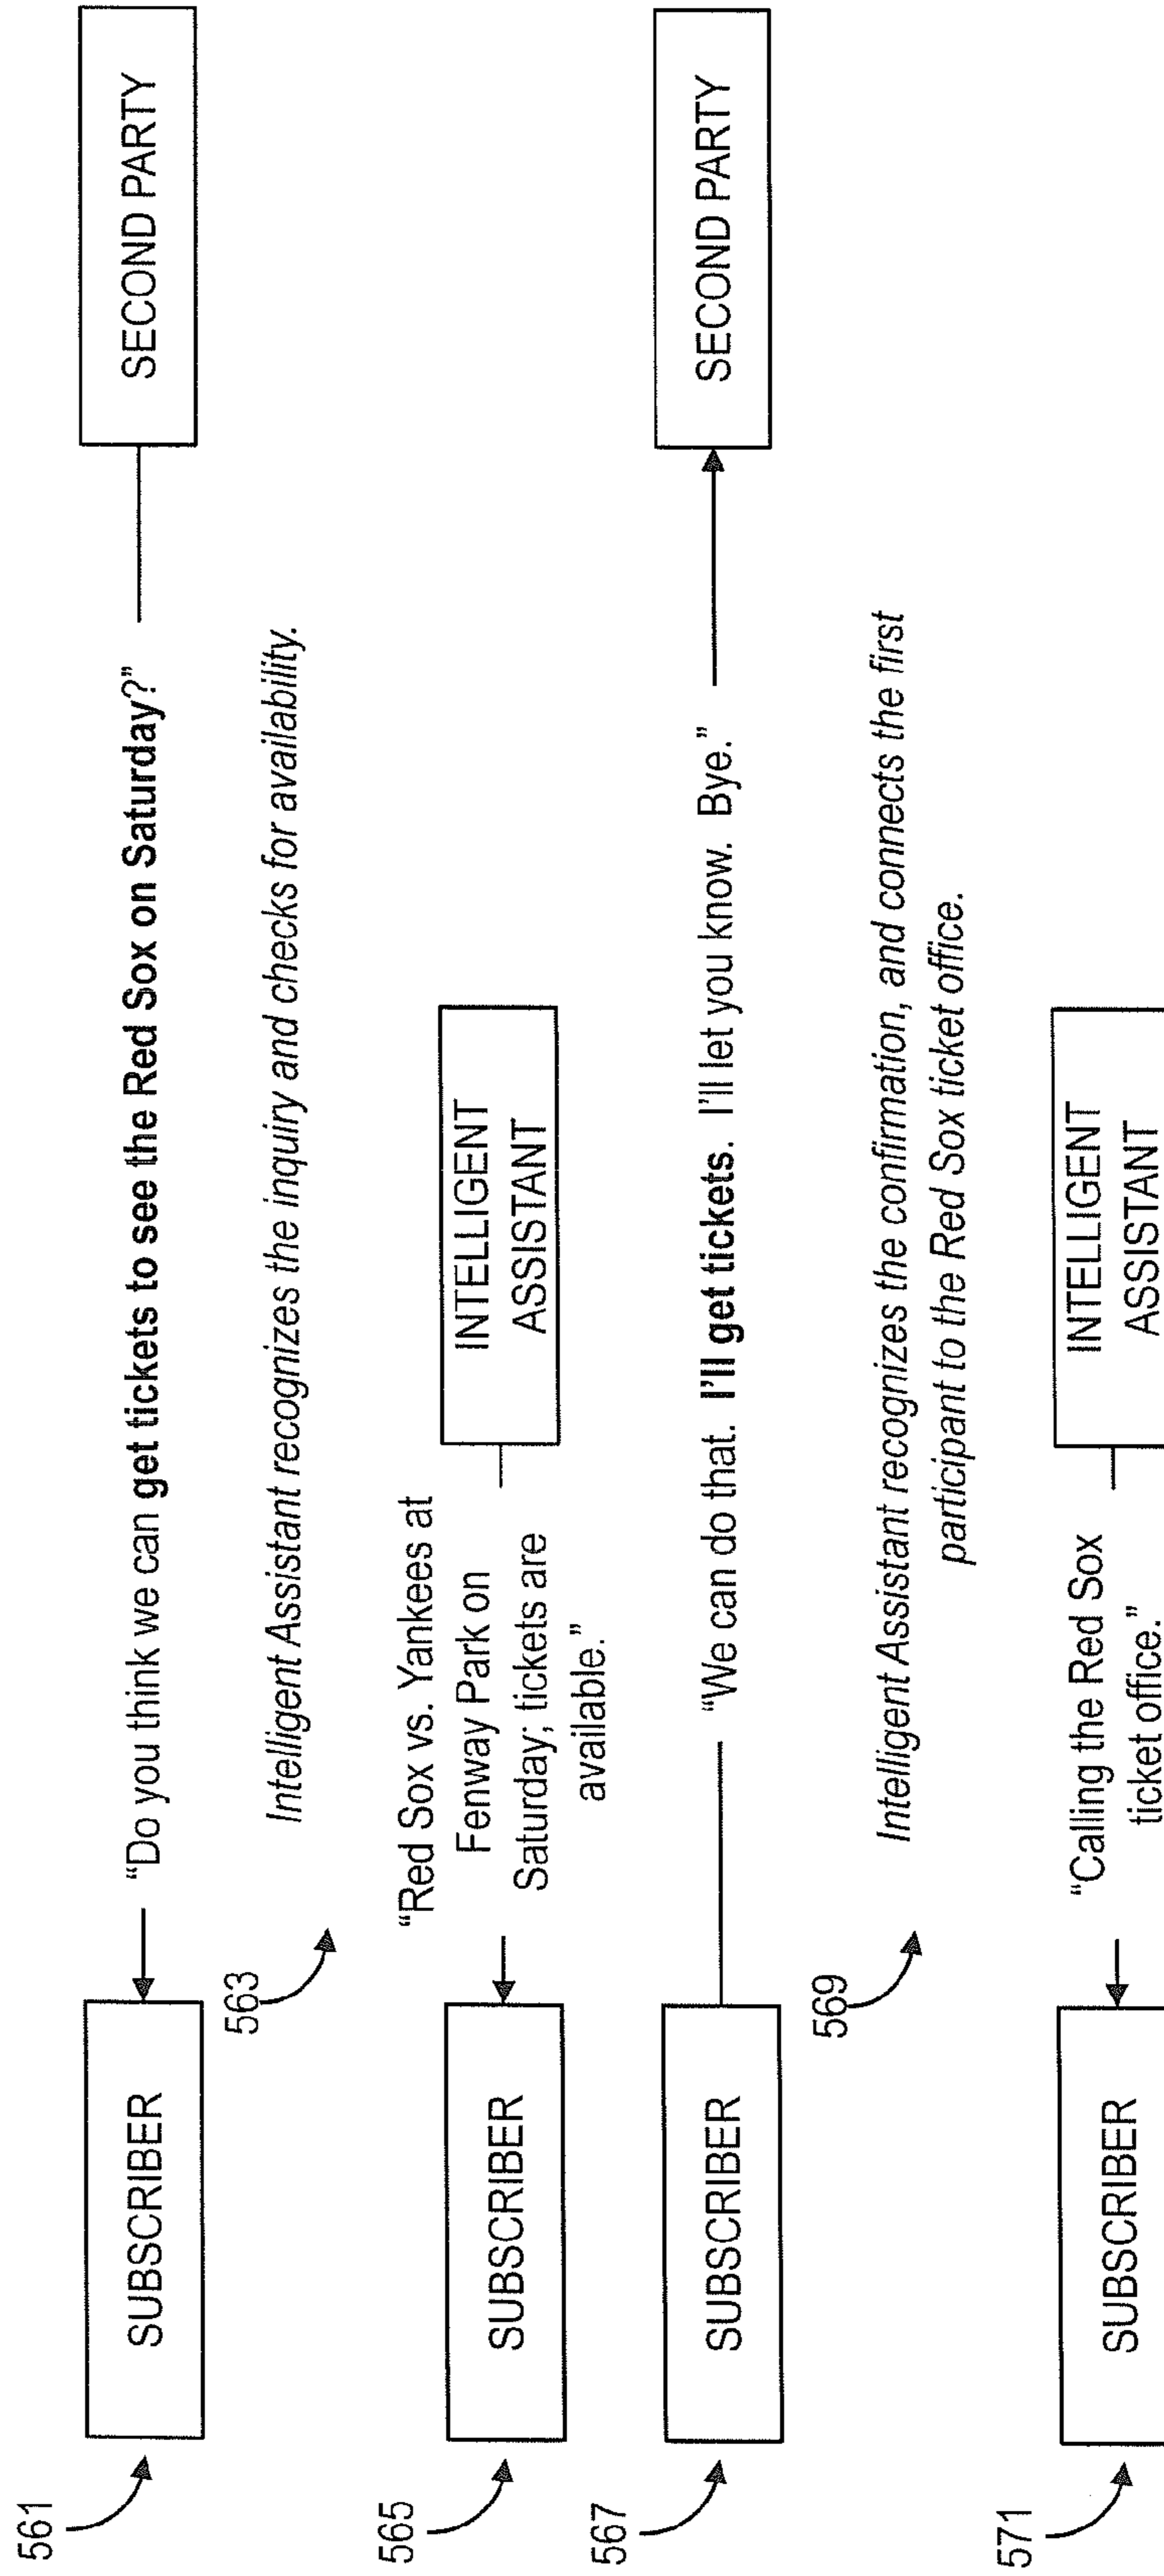 561
SUBSCRIBER
“Do you think we can get tickets to see the Red Sox on Saturday?”
SECOND PARTY
563
Intelligent Assistant recognizes the inquiry and checks for availability.
565
SUBSCRIBER
“Red Sox vs. Yankees at
Fenway Park on
Saturday; tickets are
available.”
INTELLIGENT
ASSISTANT
567
SUBSCRIBER
“We can do that. I’ll get tickets. I’ll let you know. Bye.”
SECOND PARTY
569
Intelligent Assistant recognizes the confirmation, and connects the first
participant to the Red Sox ticket office.
571
SUBSCRIBER
“Calling the Red Sox
ticket office.”
INTELLIGENT
ASSISTANT